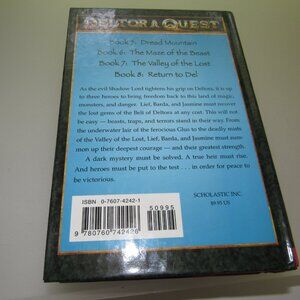 DELTORA QUEST
Book 5: Dread Mountain
Book 6: The Maze of the Beast
Book 7: The Valley of the Lost
Book 8: Return to Del
As the evil Shadow Lord tightens his grip on Deltora, it is up
to three heroes to bring freedom back to this land of magic,
monsters, and danger. Lief, Barda, and Jasmine must recover
the lost gems of the Belt of Deltora at any cost. This will not
be easy — beasts, traps, and terrors stand in their way. From
the underwater lair of the ferocious Glus to the deadly mists
of the Valley of the Lost, Lief, Barda, and Jasmine must sum-
mon up their deepest courage — and their greatest strength.
A dark mystery must be solved. A true heir must rise.
And heroes must be put to the test . . . in order for peace to
be victorious.
ISBN 0-7607-4242-1
50995
9 780760 742426
SCHOLASTIC INC.
$9.95 US